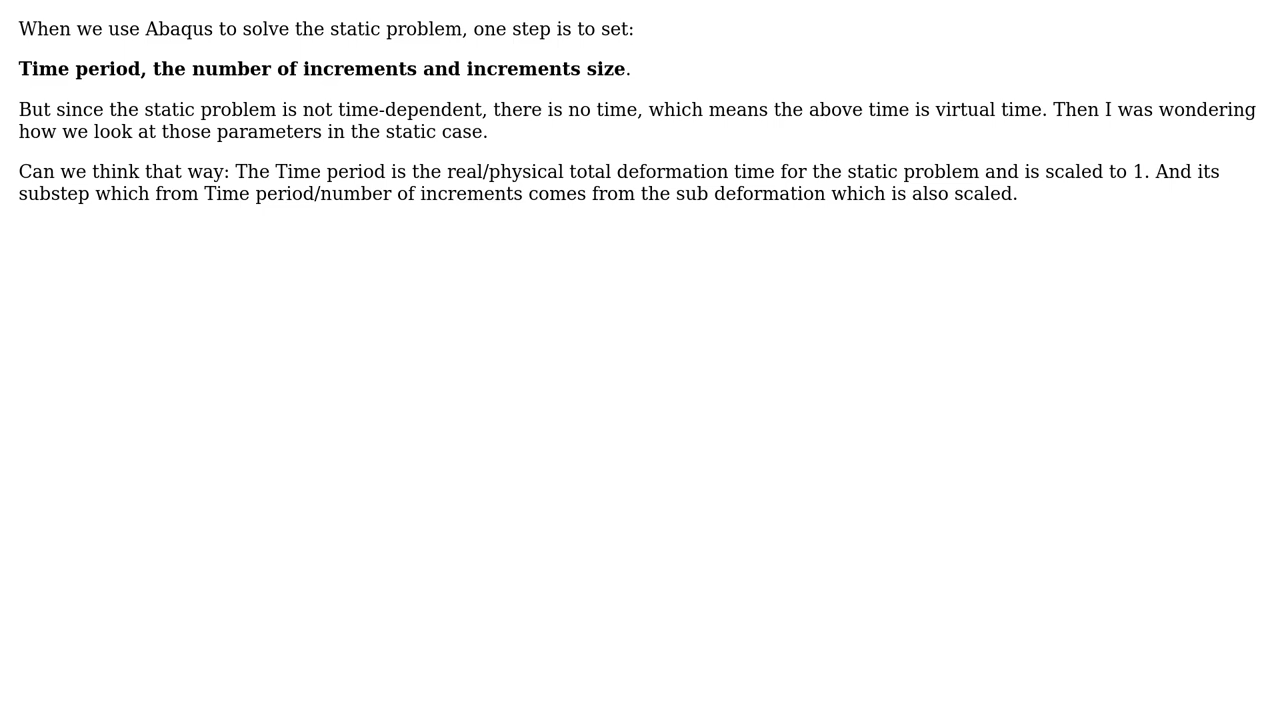 When we use Abaqus to solve the static problem, one step is to set:
Time period, the number of increments and increments size.
But since the static problem is not time-dependent, there is no time, which means the above time is virtual time. Then I was wondering
how we look at those parameters in the static case.
Can we think that way: The Time period is the real/physical total deformation time for the static problem and is scaled to 1. And its
substep which from Time period/number of increments comes from the sub deformation which is also scaled.